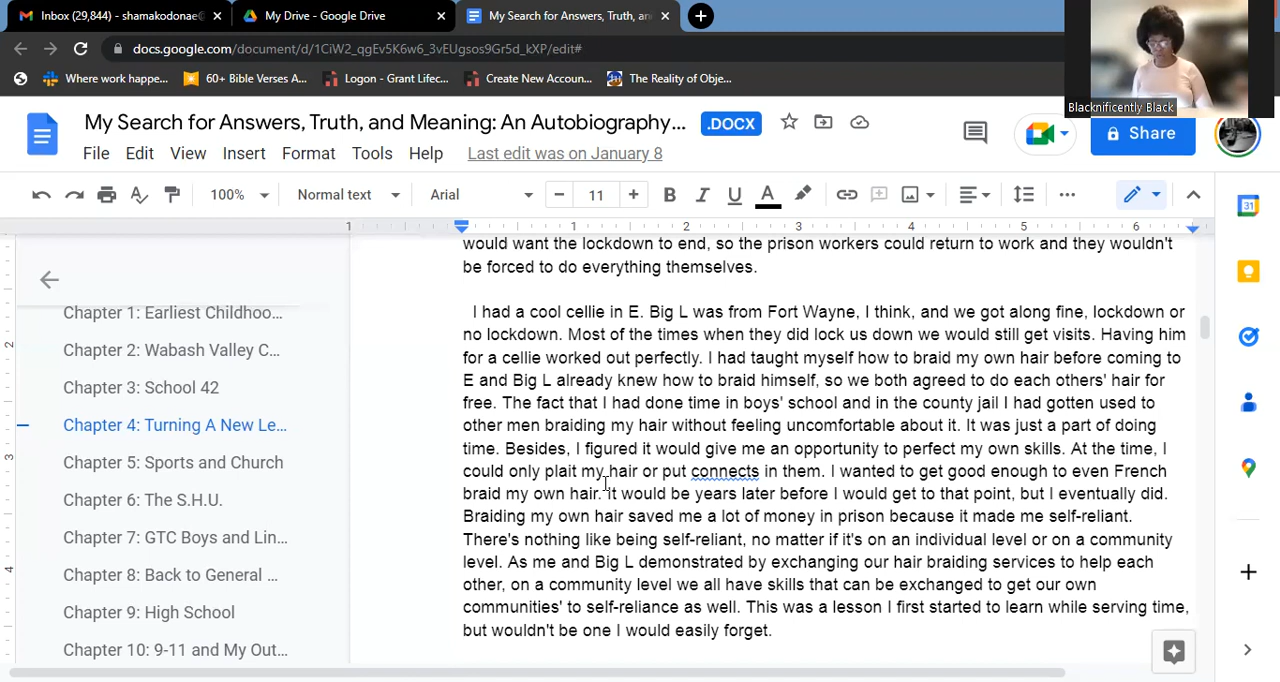 Inbox (29,844) - shamakodonae@
My Drive - Google Drive
My Search for Answers, Truth, an
docs.google.com/document/d/1CiW2_qgEv5K6w6_3vEUgsos9Gr5d_kXP/edit#
Where work happe...
60+ Bible Verses A...
Logon - Grant Lifec...
Create New Accoun...
The Reality of Obje...
Blacknificently Black
My Search for Answers, Truth, and Meaning: An Autobiography...
.DOCX
Share
File Edit View Insert Format Tools Help Last edit was on January 8
100% Normal text Arial 11 B I U A
1 1 2 3 4 5 6
would want the lockdown to end, so the prison workers could return to work and they wouldn't
be forced to do everything themselves.
I had a cool cellie in E. Big L was from Fort Wayne, I think, and we got along fine, lockdown or
no lockdown. Most of the times when they did lock us down we would still get visits. Having him
for a cellie worked out perfectly. I had taught myself how to braid my own hair before coming to
E and Big L already knew how to braid himself, so we both agreed to do each others' hair for
free. The fact that I had done time in boys' school and in the county jail I had gotten used to
other men braiding my hair without feeling uncomfortable about it. It was just a part of doing
time. Besides, I figured it would give me an opportunity to perfect my own skills. At the time, I
could only plait my hair or put connects in them. I wanted to get good enough to even French
braid my own hair. It would be years later before I would get to that point, but I eventually did.
Braiding my own hair saved me a lot of money in prison because it made me self-reliant.
There's nothing like being self-reliant, no matter if it's on an individual level or on a community
level. As me and Big L demonstrated by exchanging our hair braiding services to help each
other, on a community level we all have skills that can be exchanged to get our own
communities' to self-reliance as well. This was a lesson I first started to learn while serving time,
but wouldn't be one I would easily forget.
Chapter 1: Earliest Childhoo...
Chapter 2: Wabash Valley C...
Chapter 3: School 42
Chapter 4: Turning A New Le...
Chapter 5: Sports and Church
Chapter 6: The S.H.U.
Chapter 7: GTC Boys and Lin...
Chapter 8: Back to General ...
Chapter 9: High School
Chapter 10: 9-11 and My Out...
2
3
4
31